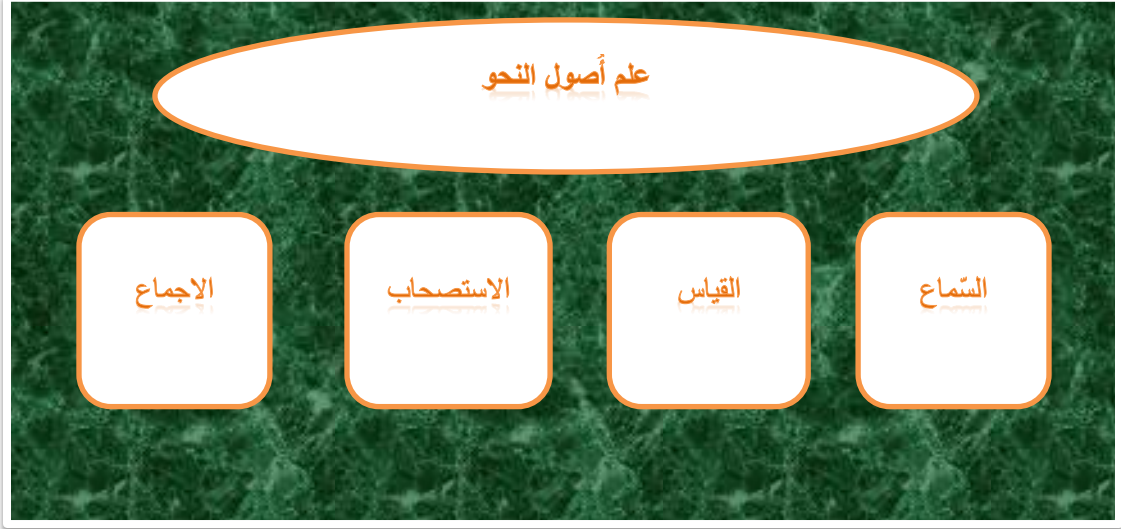 علم أُصول النحو
السّماع
القياس
الاستصحاب
الاجماع